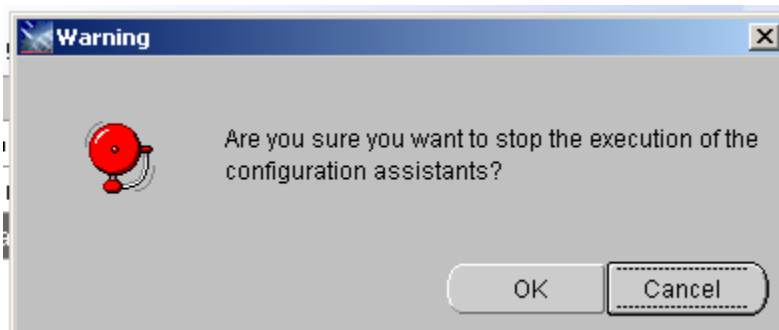 Warning
Are you sure you want to stop the execution of the
configuration assistants?
OK
Cancel